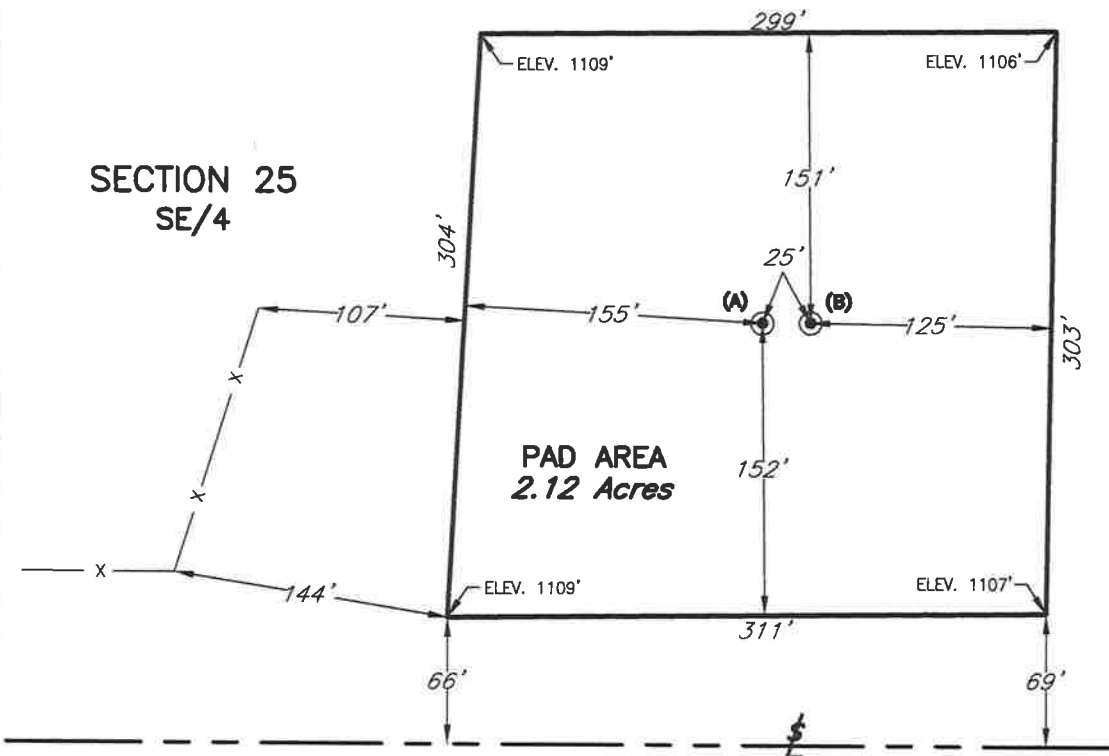 299'
ELEV. 1109'
ELEV. 1106'
SECTION 25
SE/4
151'
304'
25'
(A)
(B)
107'
155'
125'
303'
PAD AREA
2.12 Acres
152'
x
x
x
144'
ELEV. 1109'
ELEV. 1107'
311'
66'
69'